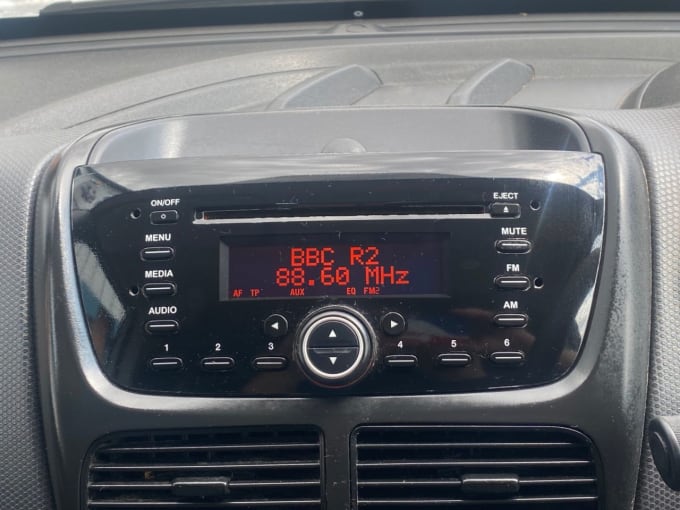 ON/OFF EJECT
MENU MUTE
BBC R2
88.60 MHz
MEDIA FM
AF TP AUX EQ FM2
AUDIO AM
1 2 3 4 5 6